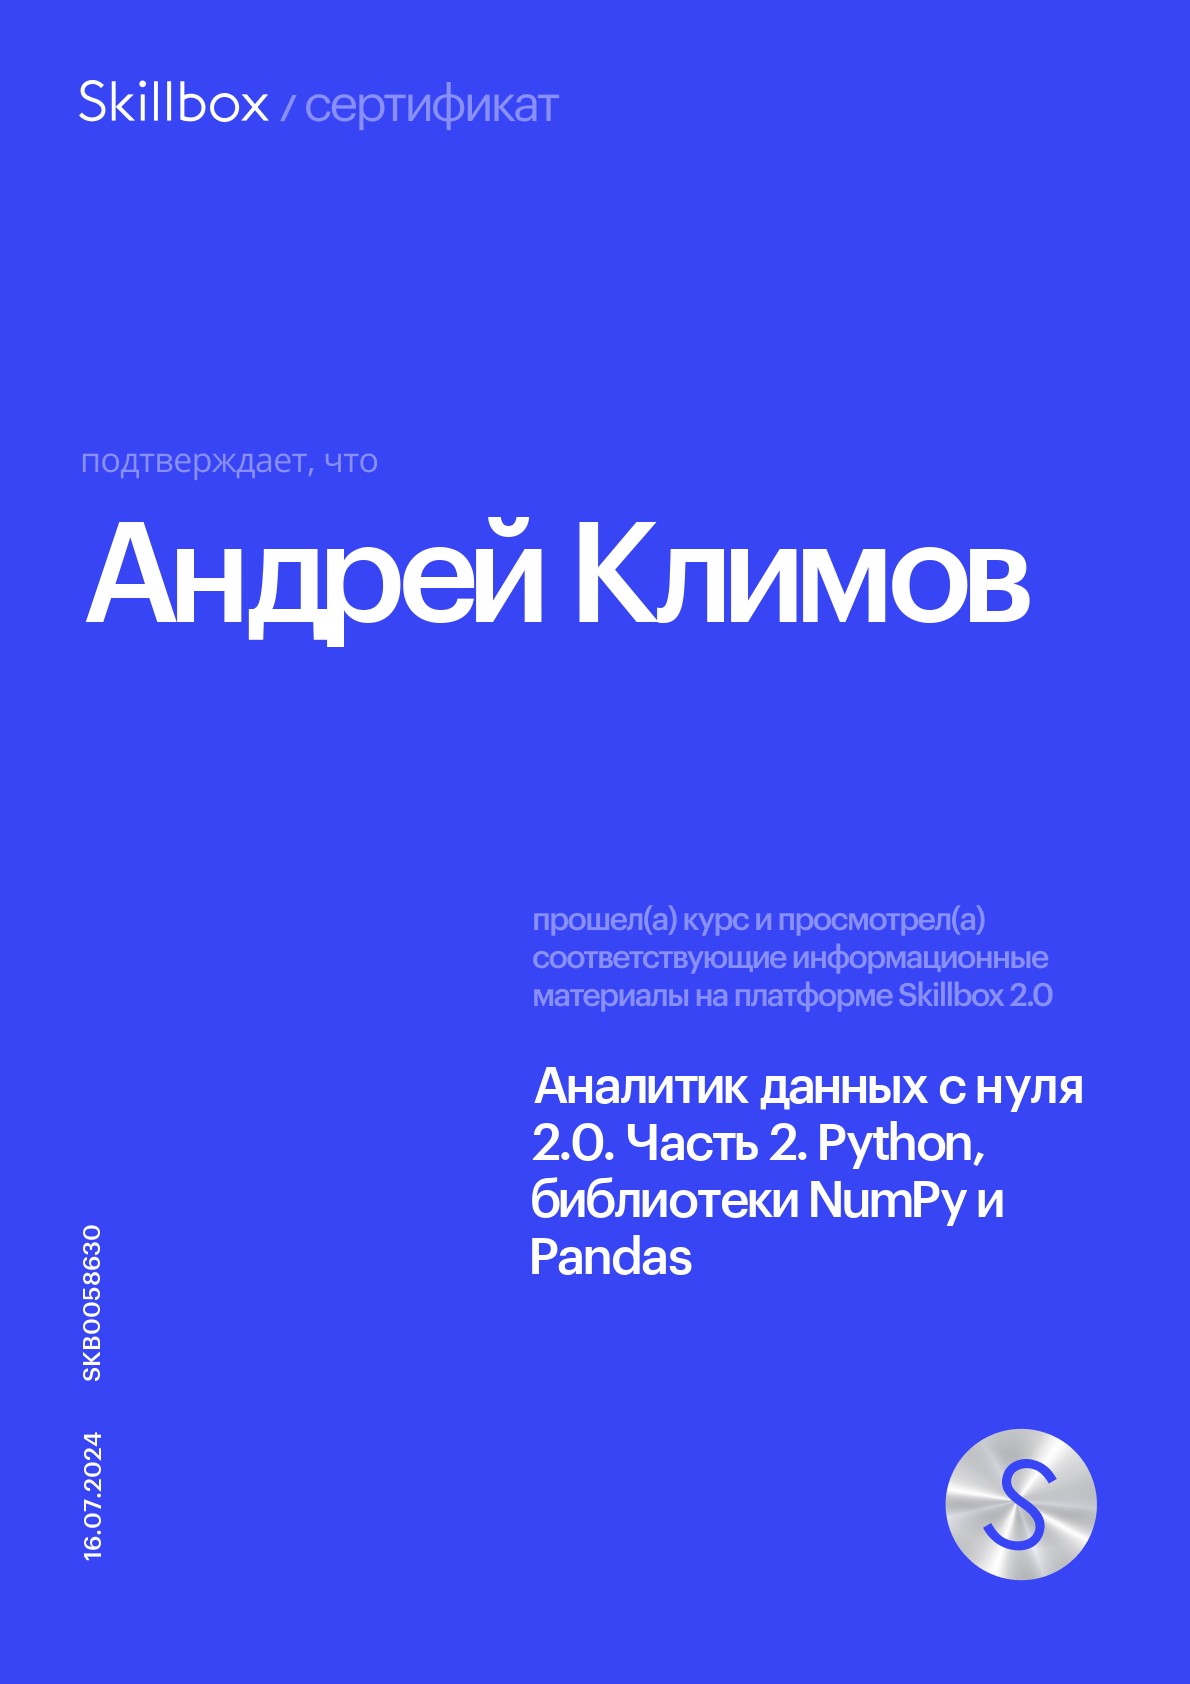 Skillbox / сертификат
подтверждает, что
Андрей Климов
прошел(а) курс и просмотрел(а)
соответствующие информационные
материалы на платформе Skillbox 2.0
Аналитик данных с нуля
2.0. Часть 2. Python,
библиотеки NumPy и
Pandas
SKB0058630
16.07.2024
S